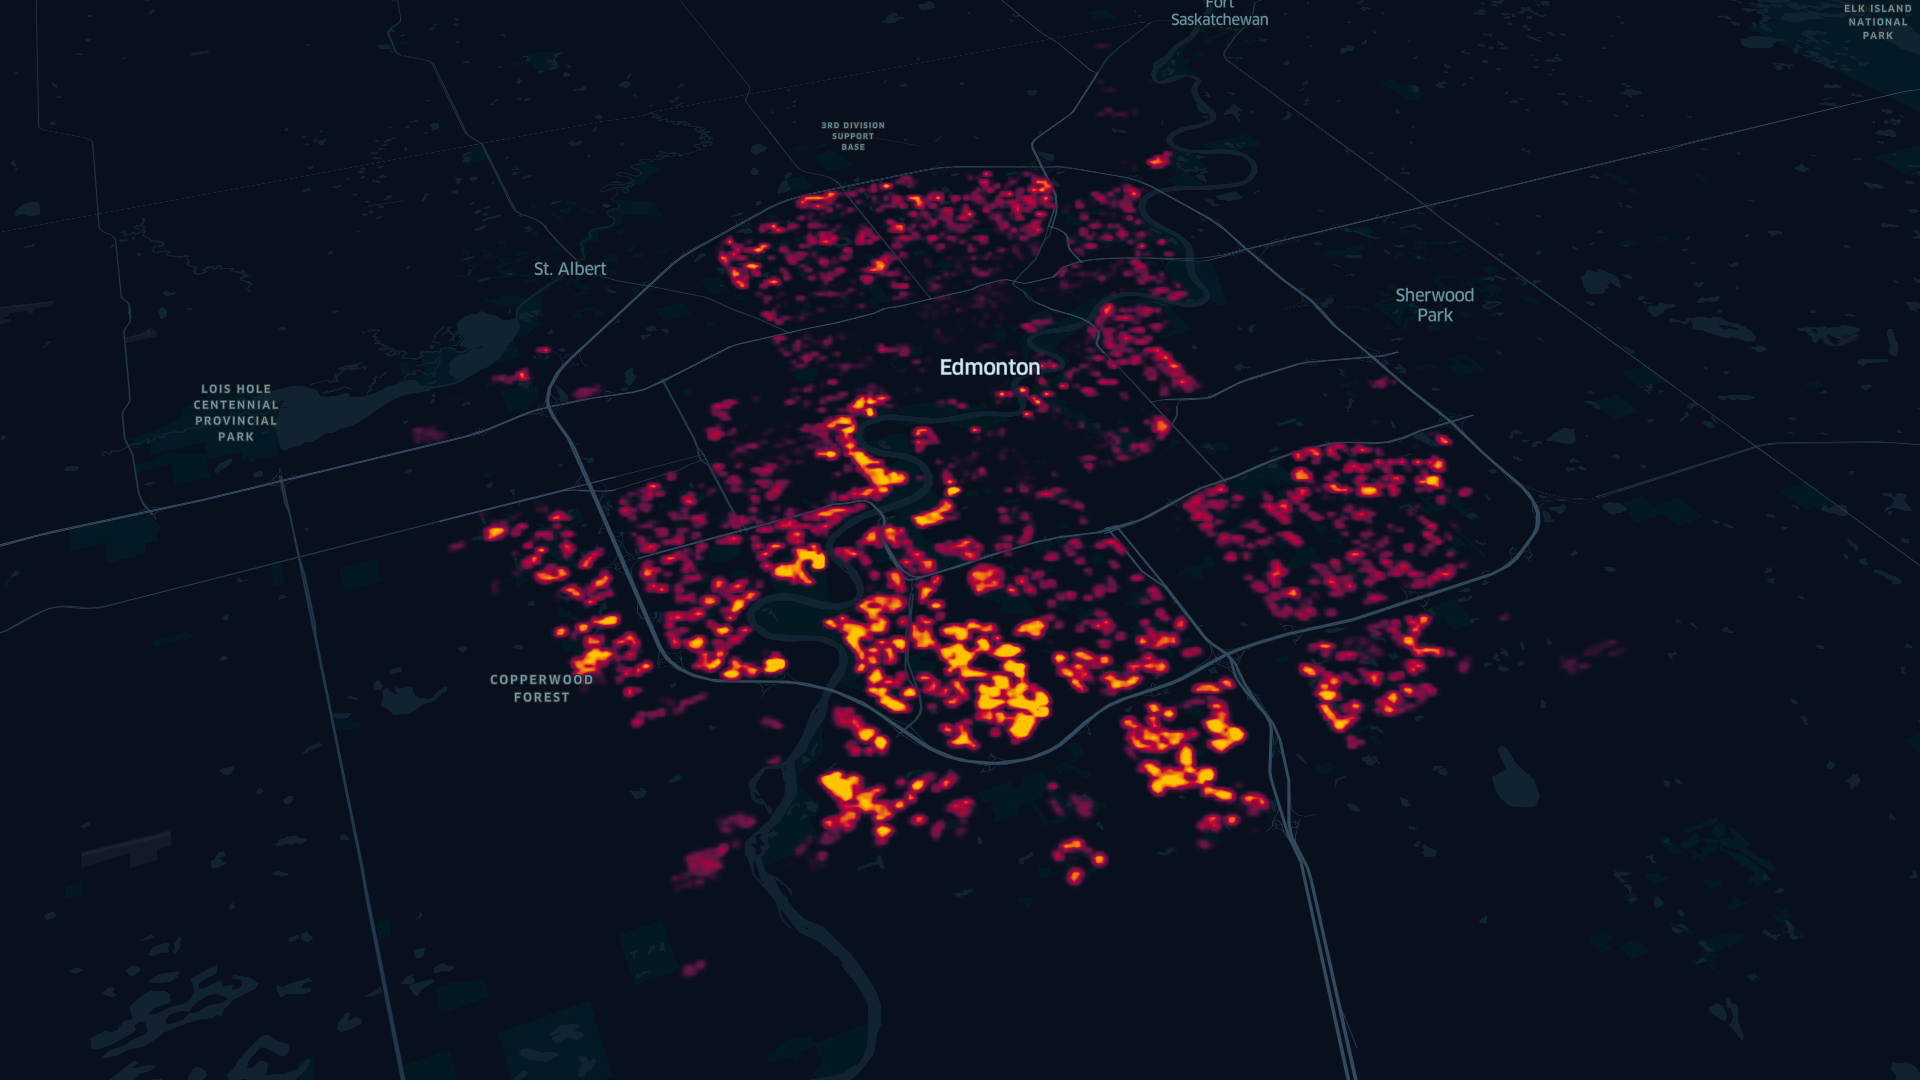 Fort
Saskatchewan
ELK ISLAND
NATIONAL
PARK
3RD DIVISION
SUPPORT
BASE
St. Albert
Sherwood
Park
Edmonton
LOIS HOLE
CENTENNIAL
PROVINCIAL
PARK
COPPERWOOD
FOREST